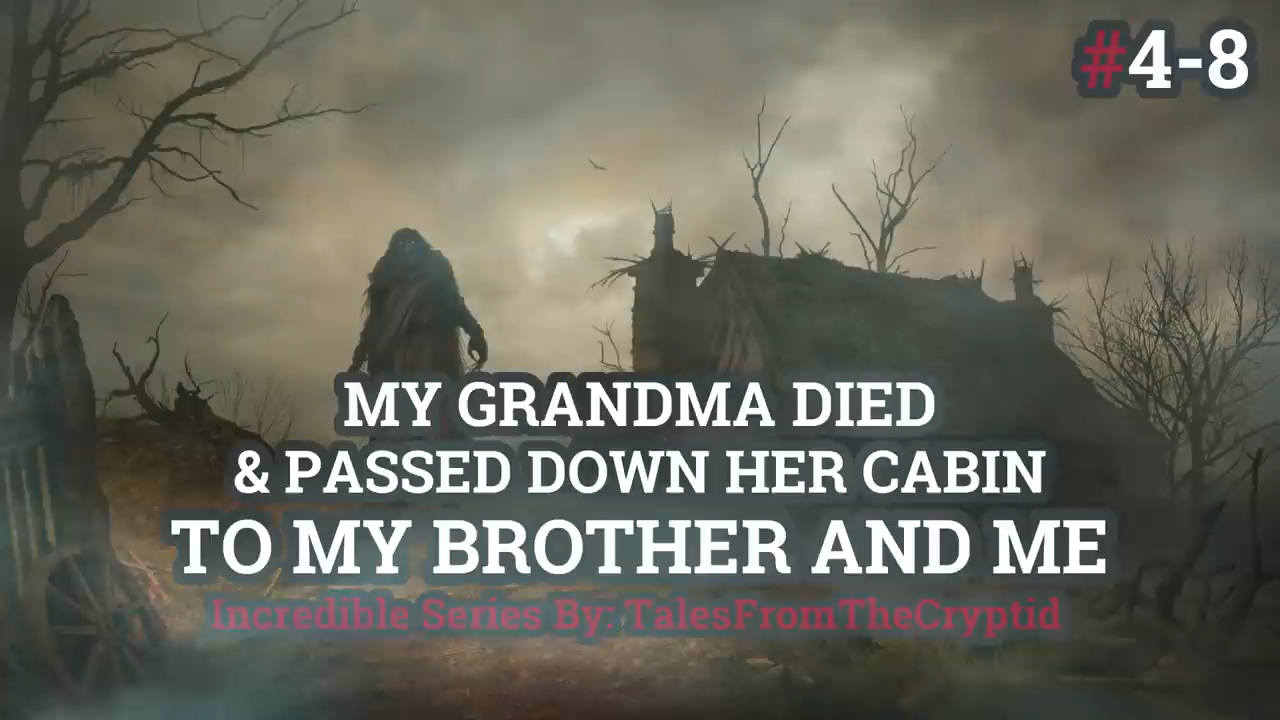 #4-8
MY GRANDMA DIED
& PASSED DOWN HER CABIN
TO MY BROTHER AND ME
Incredible Series By: TalesFromTheCryptid